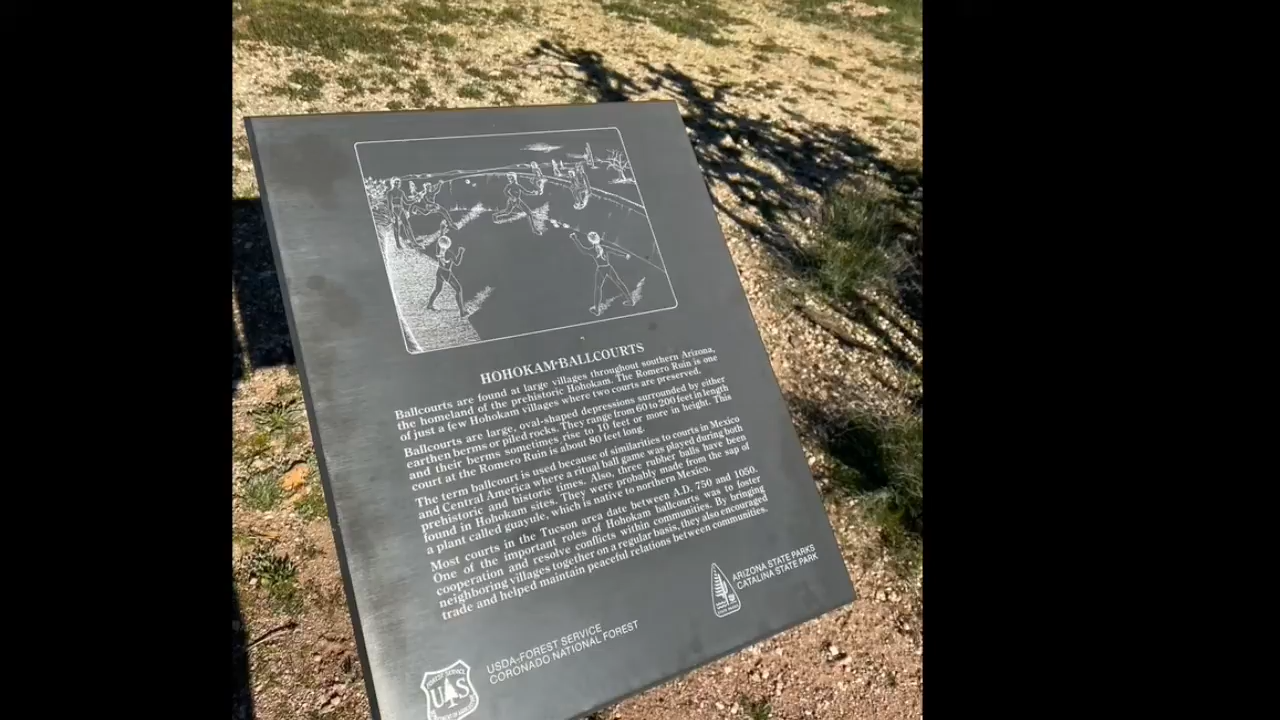 HOHOKAM BALLCOURTS
Ballcourts are found at large villages throughout southern Arizona,
the homeland of the prehistoric Hohokam. The Romero Ruin is one
of just a few Hohokam villages where two courts are preserved.
Ballcourts are large, oval-shaped depressions surrounded by either
earthen berms or piled rocks. They range from 60 to 200 feet in length
and their berms sometimes rise to 10 feet or more in height. This
court at the Romero Ruin is about 80 feet long.
The term ballcourt is used because of similarities to courts in Mexico
and Central America where a ritual ball game was played during both
prehistoric and historic times. Also, three rubber balls have been
found in Hohokam sites. They were probably made from the sap of
a plant called guayule, which is native to northern Mexico.
Most courts in the Tucson area date between A.D. 750 and 1050.
One of the important roles of Hohokam ballcourts was to foster
cooperation and resolve conflicts within communities. By bringing
neighboring villages together on a regular basis, they also encouraged
trade and helped maintain peaceful relations between communities.
ARIZONA STATE PARKS
CATALINA STATE PARK
STATE PARKS
USDA-FOREST SERVICE
CORONADO NATIONAL FOREST
FOREST SERVICE
U S
DEPARTMENT OF AGRICULTURE